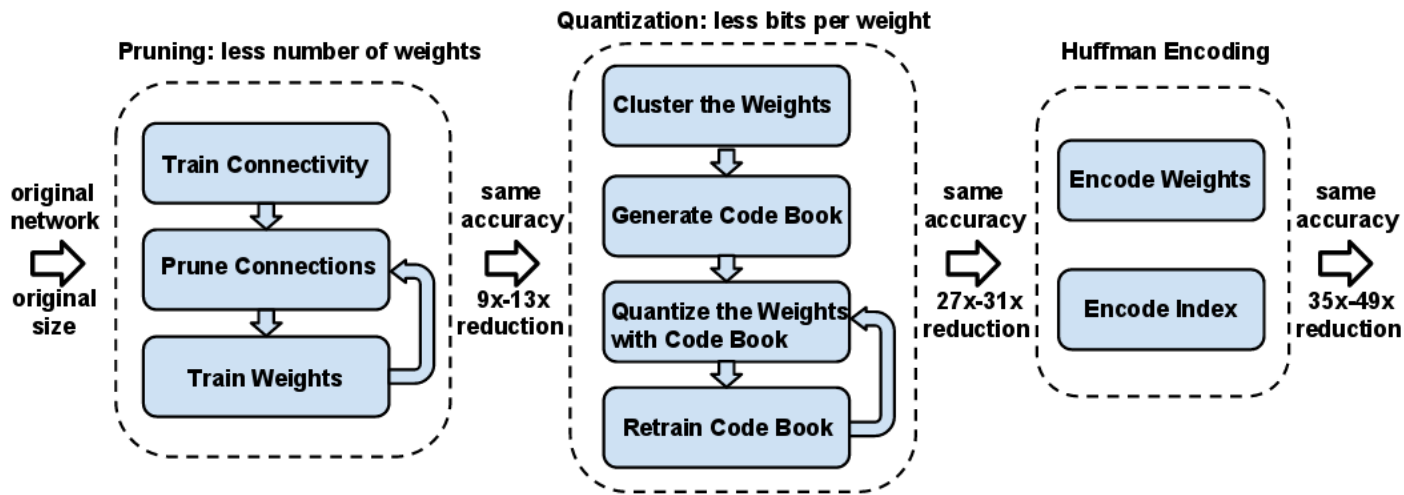 original
network
original
size
Pruning: less number of weights
Train Connectivity
Prune Connections
Train Weights
same
accuracy
9x-13x
reduction
Quantization: less bits per weight
Cluster the Weights
Generate Code Book
Quantize the Weights
with Code Book
Retrain Code Book
same
accuracy
27x-31x
reduction
Huffman Encoding
Encode Weights
Encode Index
same
accuracy
35x-49x
reduction